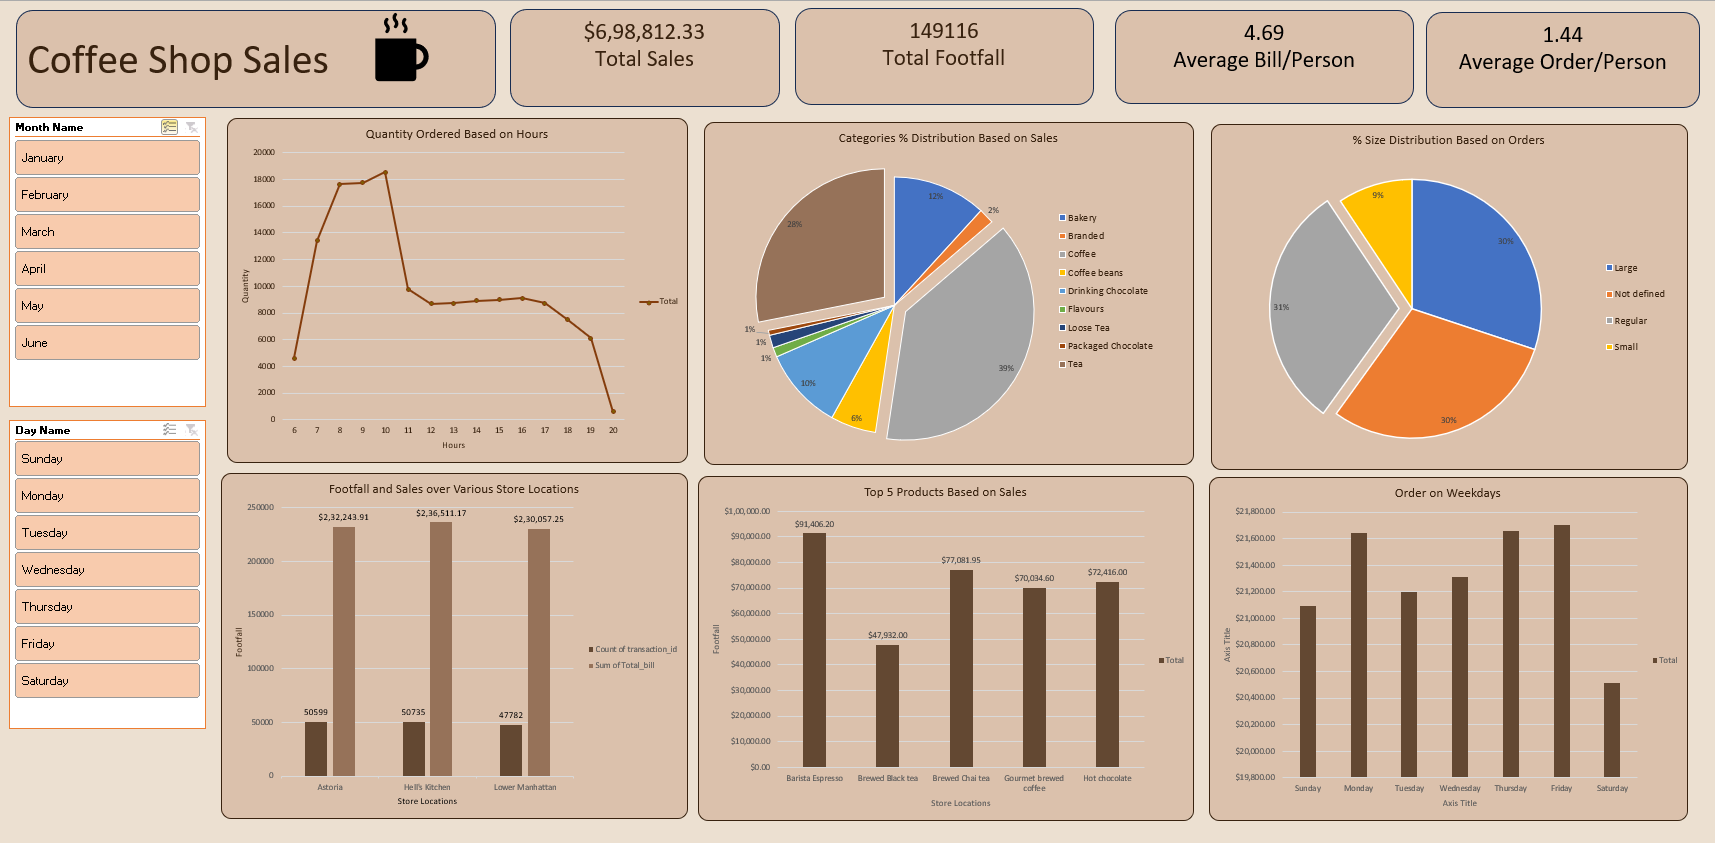 Coffee Shop Sales
$6,98,812.33
Total Sales
149116
Total Footfall
4.69
Average Bill/Person
1.44
Average Order/Person
Month Name
January
February
March
April
May
June
Day Name
Sunday
Monday
Tuesday
Wednesday
Thursday
Friday
Saturday
Quantity Ordered Based on Hours
20000
18000
16000
14000
12000
10000
8000
6000
4000
2000
0
Quantity
6 7 8 9 10 11 12 13 14 15 16 17 18 19 20
Hours
Total
Categories % Distribution Based on Sales
12%
2%
39%
6%
10%
1%
1%
1%
28%
Bakery
Branded
Coffee
Coffee beans
Drinking Chocolate
Flavours
Loose Tea
Packaged Chocolate
Tea
% Size Distribution Based on Orders
30%
30%
31%
9%
Large
Not defined
Regular
Small
Footfall and Sales over Various Store Locations
250000
200000
150000
100000
50000
0
Footfall
$2,32,243.91
$2,36,511.17
$2,30,057.25
50599
50735
47782
Astoria Hell's Kitchen Lower Manhattan
Store Locations
Count of transaction_id
Sum of Total_bill
Top 5 Products Based on Sales
$1,00,000.00
$90,000.00
$80,000.00
$70,000.00
$60,000.00
$50,000.00
$40,000.00
$30,000.00
$20,000.00
$10,000.00
$0.00
Footfall
$91,406.20
$47,932.00
$77,081.95
$70,034.60
$72,416.00
Barista Espresso Brewed Black tea Brewed Chai tea Gourmet brewed Hot chocolate
coffee
Store Locations
Total
Order on Weekdays
$21,800.00
$21,600.00
$21,400.00
$21,200.00
$21,000.00
$20,800.00
$20,600.00
$20,400.00
$20,200.00
$20,000.00
$19,800.00
Axis Title
Sunday Monday Tuesday Wednesday Thursday Friday Saturday
Axis Title
Total